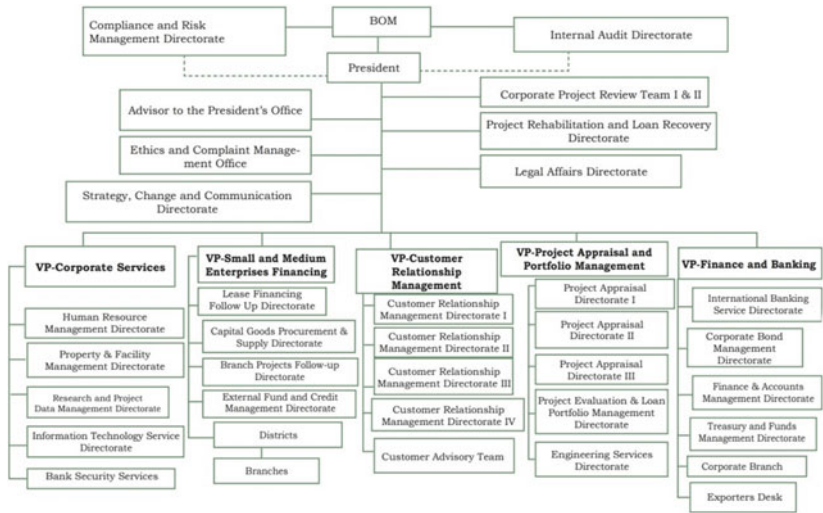 BOM
Compliance and Risk
Management Directorate
Internal Audit Directorate
President
Advisor to the President's Office
Corporate Project Review Team I & II
Project Rehabilitation and Loan Recovery
Directorate
Ethics and Complaint Manage-
ment Office
Legal Affairs Directorate
Strategy, Change and Communication
Directorate
VP-Corporate Services
Human Resource
Management Directorate
Property & Facility
Management Directorate
Research and Project
Data Management Directorate
Information Technology Service
Directorate
Bank Security Services
VP-Small and Medium
Enterprises Financing
Lease Financing
Follow Up Directorate
Capital Goods Procurement &
Supply Directorate
Branch Projects Follow-up
Directorate
External Fund and Credit
Management Directorate
Districts
Branches
VP-Customer
Relationship
Management
Customer Relationship
Management Directorate I
Customer Relationship
Management Directorate II
Customer Relationship
Management Directorate III
Customer Relationship
Management Directorate IV
Customer Advisory Team
VP-Project Appraisal and
Portfolio Management
Project Appraisal
Directorate I
Project Appraisal
Directorate II
Project Appraisal
Directorate III
Project Evaluation & Loan
Portfolio Management
Directorate
Engineering Services
Directorate
VP-Finance and Banking
International Banking
Service Directorate
Corporate Bond
Management
Directorate
Finance & Accounts
Management Directorate
Treasury and Funds
Management Directorate
Corporate Branch
Exporters Desk